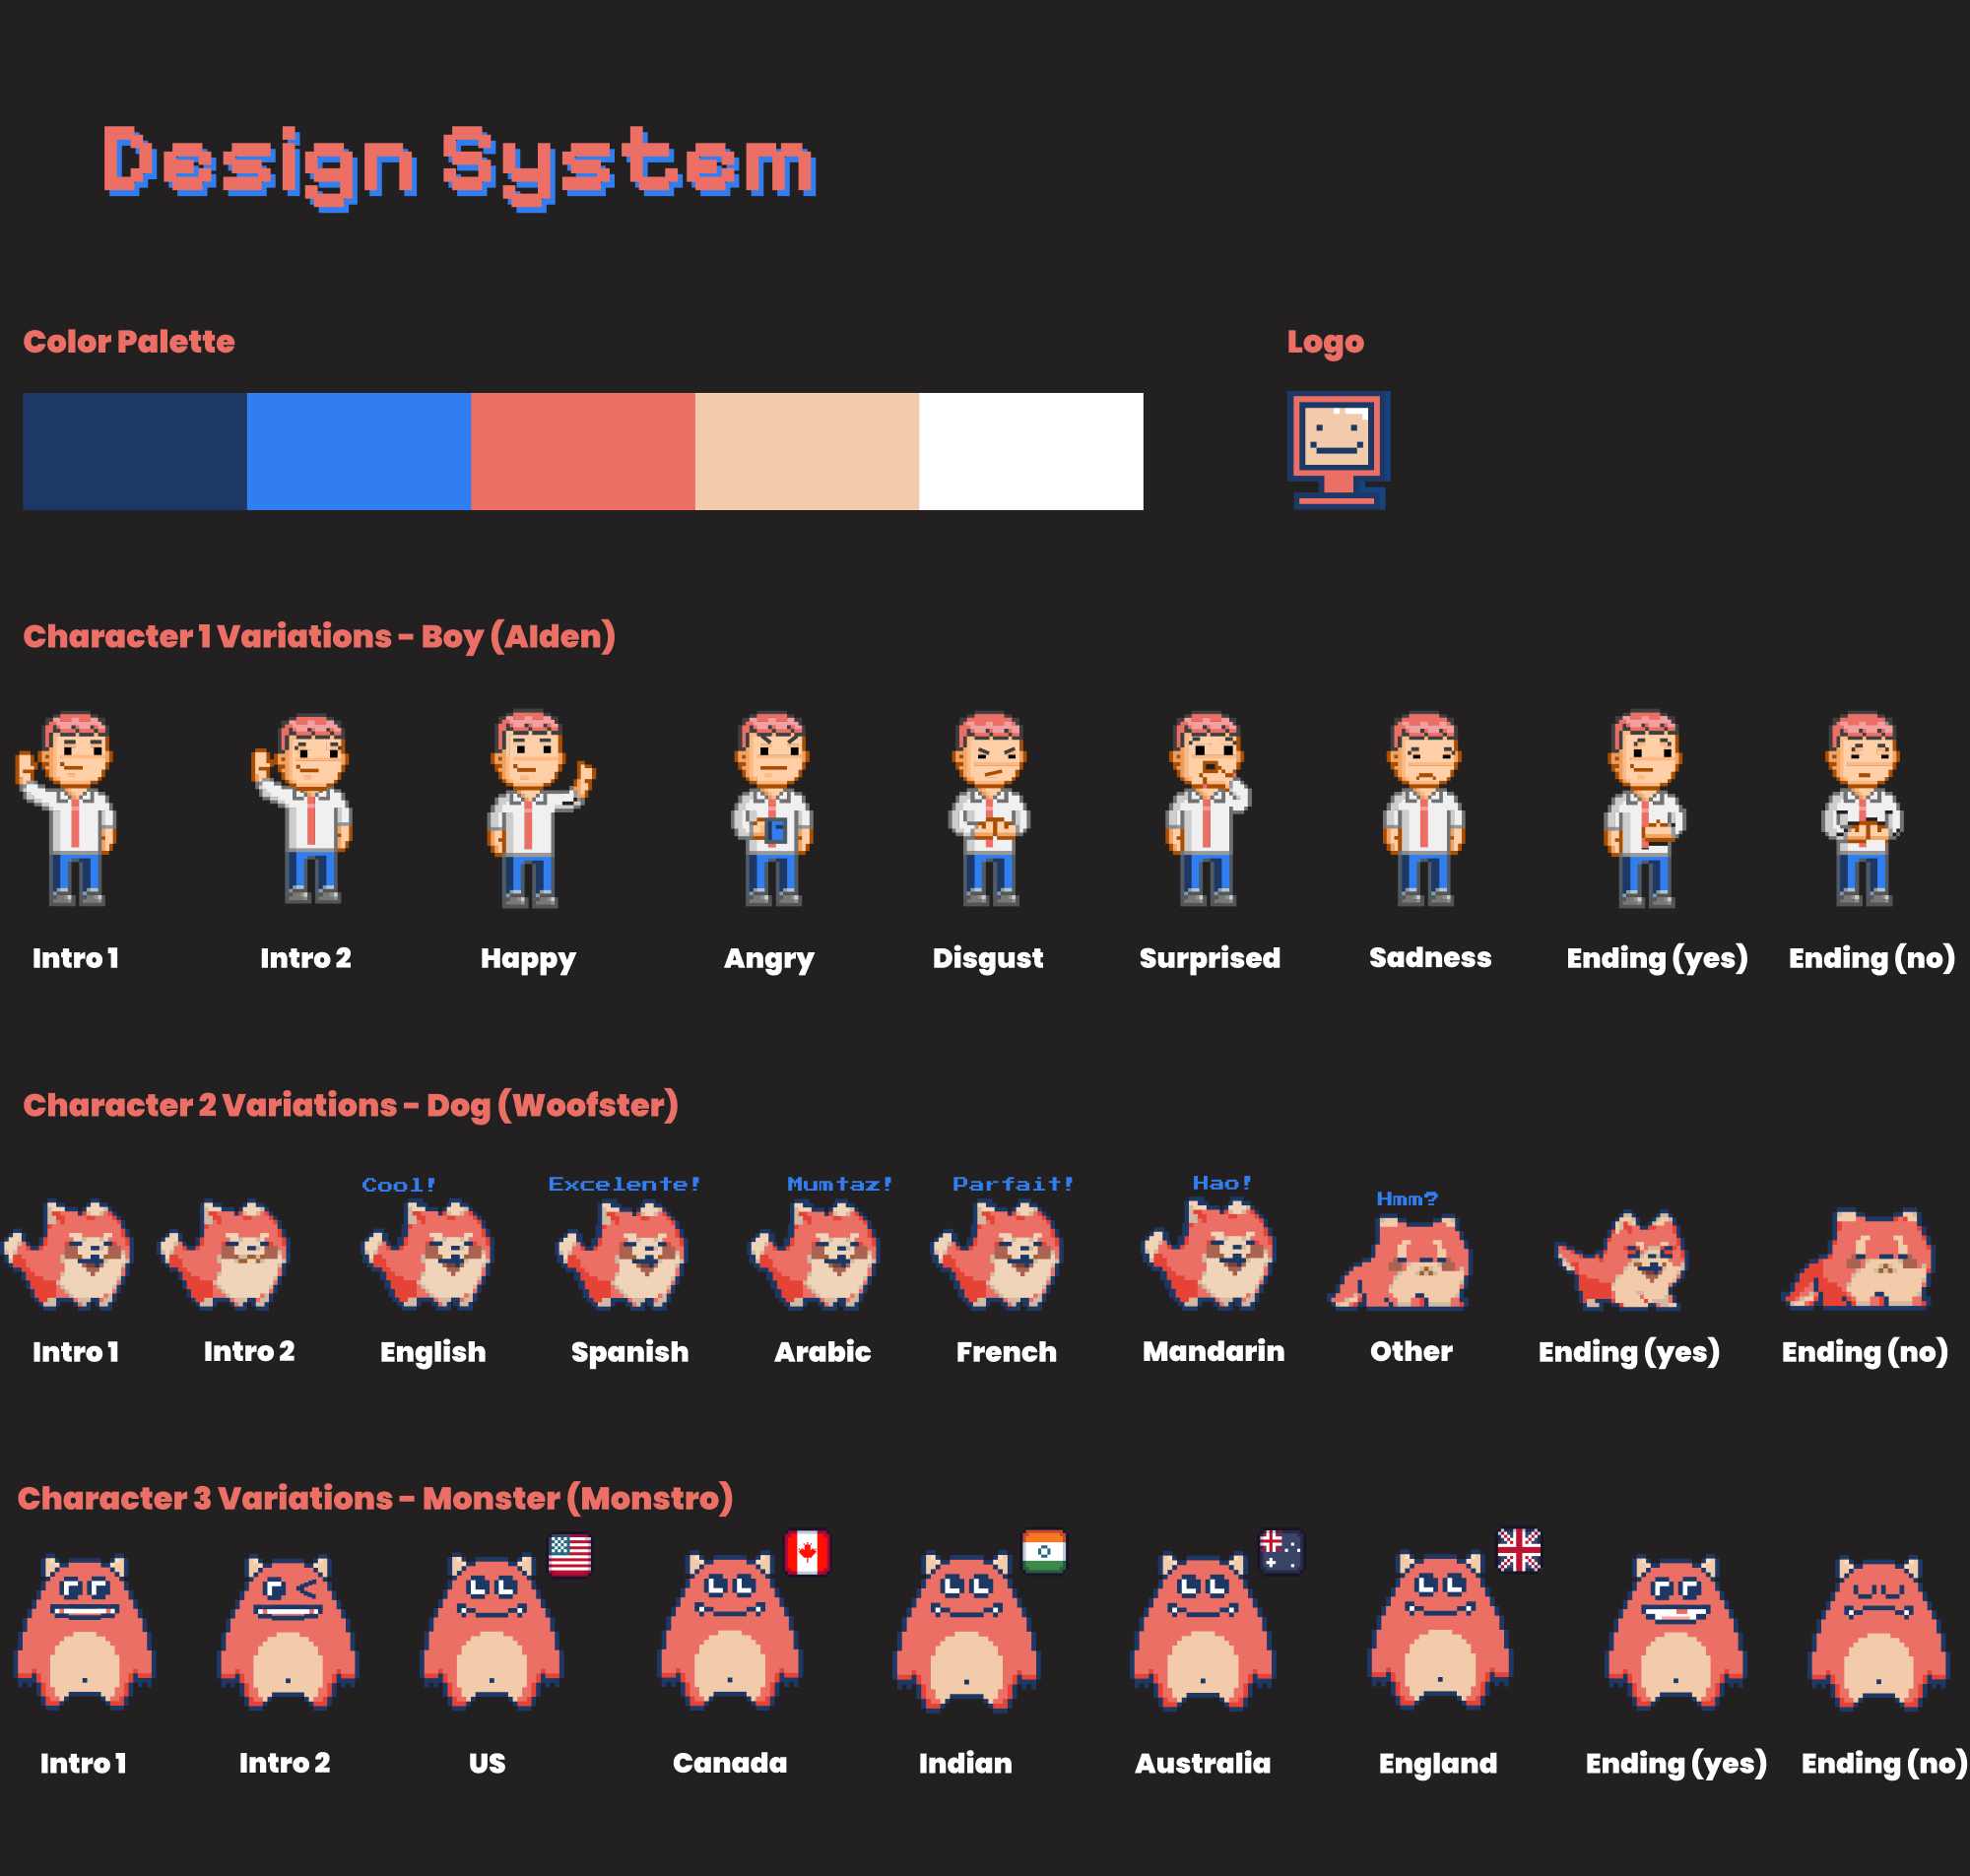 Design System
Color Palette
Logo
Character 1 Variations - Boy (AIden)
Intro 1
Intro 2
Happy
Angry
Disgust
Surprised
Sadness
Ending (yes)
Ending (no)
Character 2 Variations - Dog (Woofster)
Cool!
Excelente!
Mumtaz!
Parfait!
Hao!
Hmm?
Intro 1
Intro 2
English
Spanish
Arabic
French
Mandarin
Other
Ending (yes)
Ending (no)
Character 3 Variations - Monster (Monstro)
Intro 1
Intro 2
US
Canada
Indian
Australia
England
Ending (yes)
Ending (no)